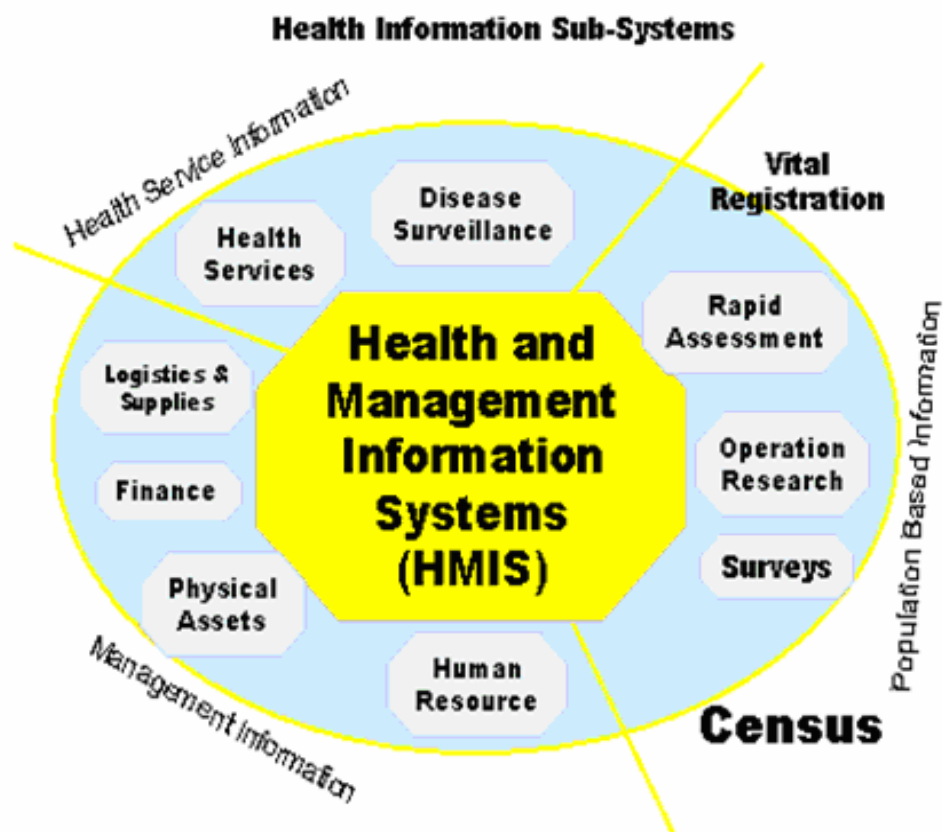 Health Information Sub-Systems
Health Service Information
Disease
Surveillance
Health
Services
Vital
Registration
Rapid
Assessment
Population Based Information
Operation
Research
Surveys
Census
Health and
Management
Information
Systems
(HMIS)
Logistics &
Supplies
Finance
Physical
Assets
Human
Resource
Management Information